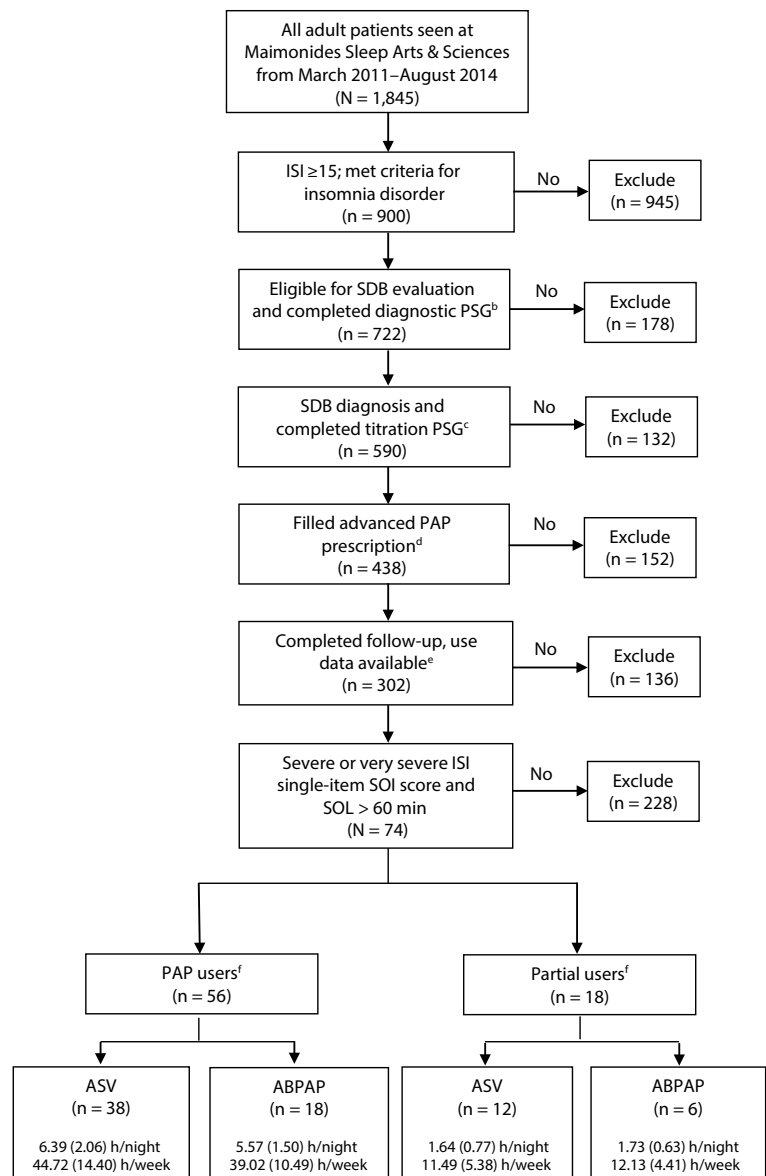 All adult patients seen at
Maimonides Sleep Arts & Sciences
from March 2011–August 2014
(N = 1,845)
ISI ≥15; met criteria for
insomnia disorder
(n = 900)
No
Exclude
(n = 945)
Eligible for SDB evaluation
and completed diagnostic PSGᵇ
(n = 722)
No
Exclude
(n = 178)
SDB diagnosis and
completed titration PSGᶜ
(n = 590)
No
Exclude
(n = 132)
Filled advanced PAP
prescriptionᵈ
(n = 438)
No
Exclude
(n = 152)
Completed follow-up, use
data availableᵉ
(n = 302)
No
Exclude
(n = 136)
Severe or very severe ISI
single-item SOI score and
SOL > 60 min
(N = 74)
No
Exclude
(n = 228)
PAP usersᶠ
(n = 56)
Partial usersᶠ
(n = 18)
ASV
(n = 38)
6.39 (2.06) h/night
44.72 (14.40) h/week
ABPAP
(n = 18)
5.57 (1.50) h/night
39.02 (10.49) h/week
ASV
(n = 12)
1.64 (0.77) h/night
11.49 (5.38) h/week
ABPAP
(n = 6)
1.73 (0.63) h/night
12.13 (4.41) h/week